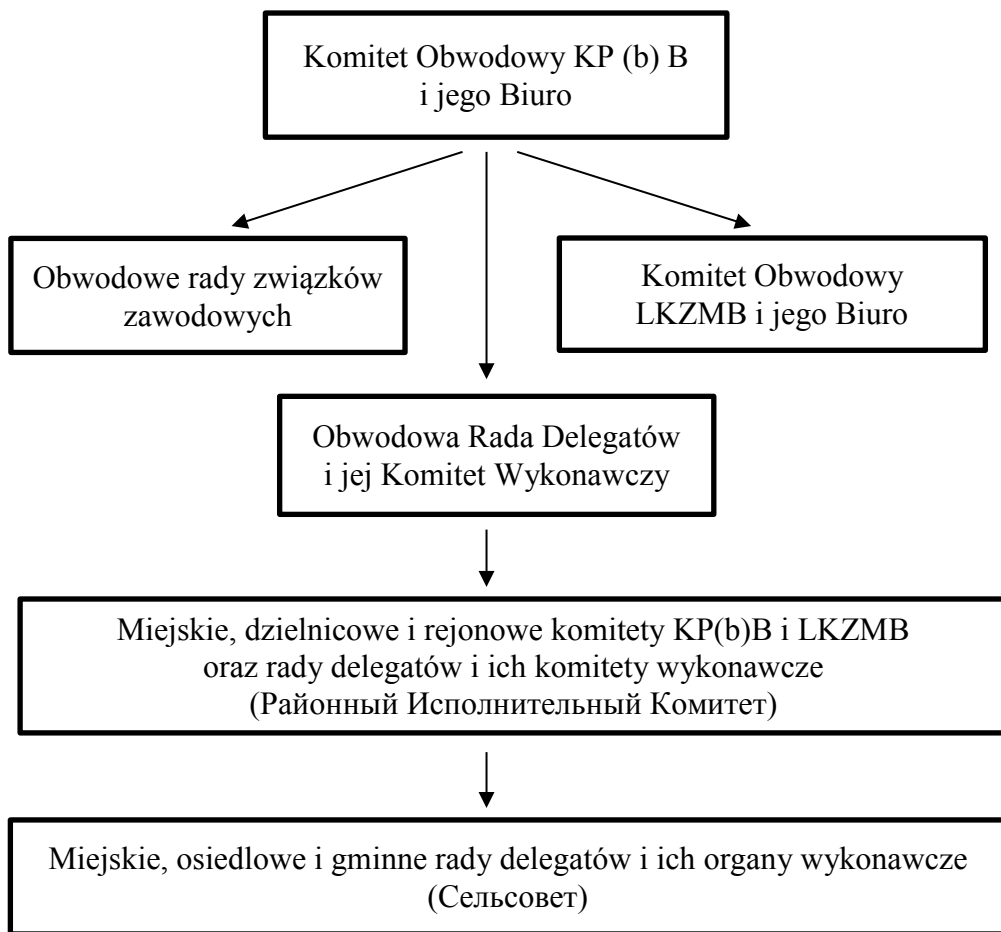 Komitet Obwodowy KP (b) B
i jego Biuro
Obwodowe rady związków
zawodowych
Komitet Obwodowy
LKZMB i jego Biuro
Obwodowa Rada Delegatów
i jej Komitet Wykonawczy
Miejskie, dzielnicowe i rejonowe komitety KP(b)B i LKZMB
oraz rady delegatów i ich komitety wykonawcze
(Районный Исполнительный Комитет)
Miejskie, osiedlowe i gminne rady delegatów i ich organy wykonawcze
(Сельсовет)